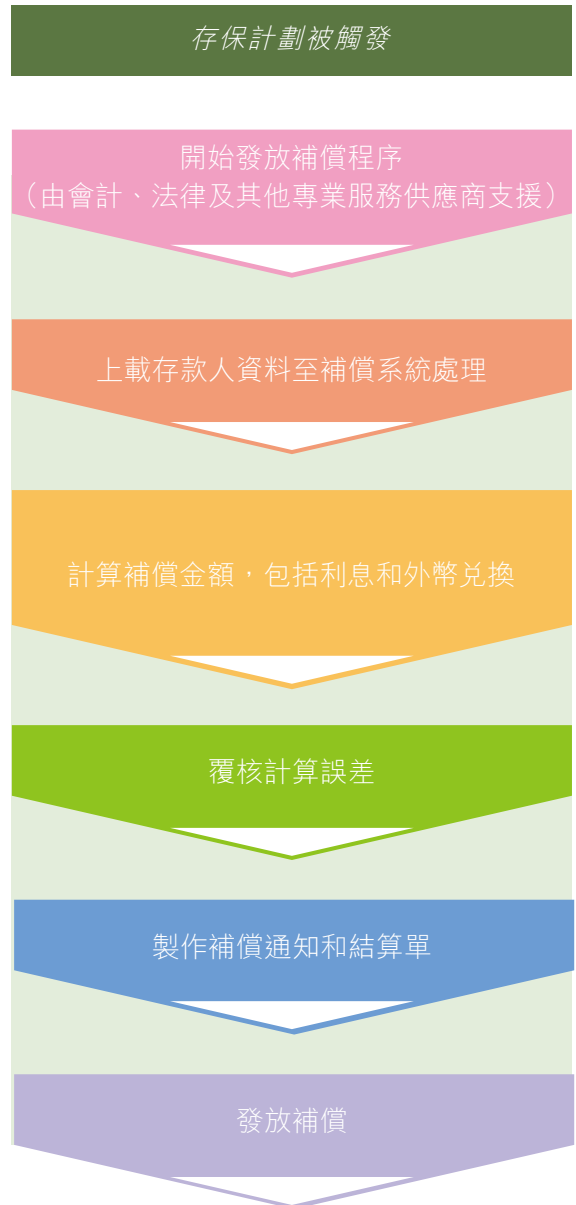 存保計劃被觸發
開始發放補償程序
（由會計、法律及其他專業服務供應商支援）
上載存款人資料至補償系統處理
計算補償金額，包括利息和外幣兌換
覆核計算誤差
製作補償通知和結算單
發放補償